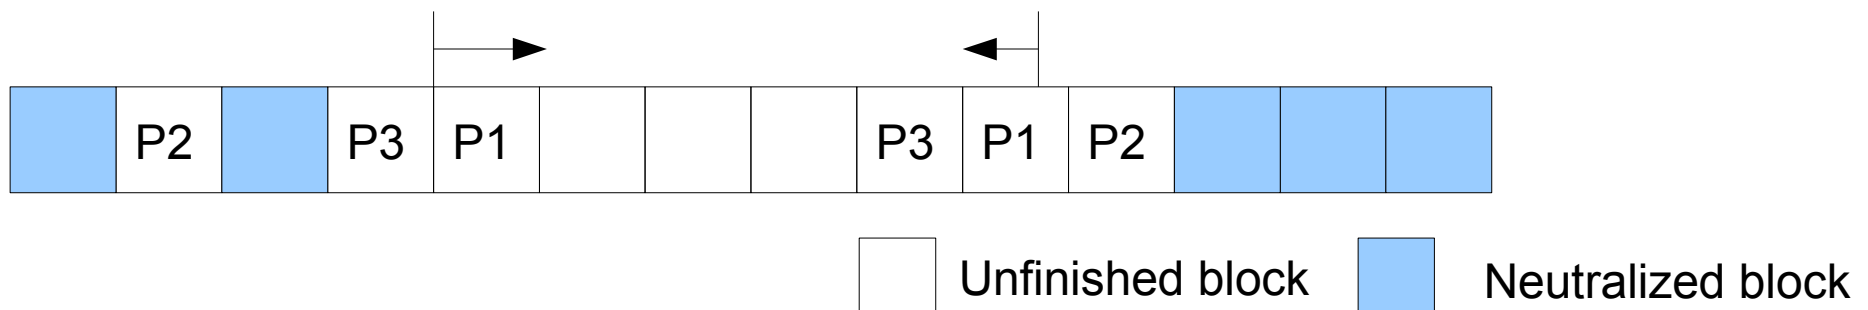 P2 P3 P1 P3 P1 P2
Unfinished block Neutralized block